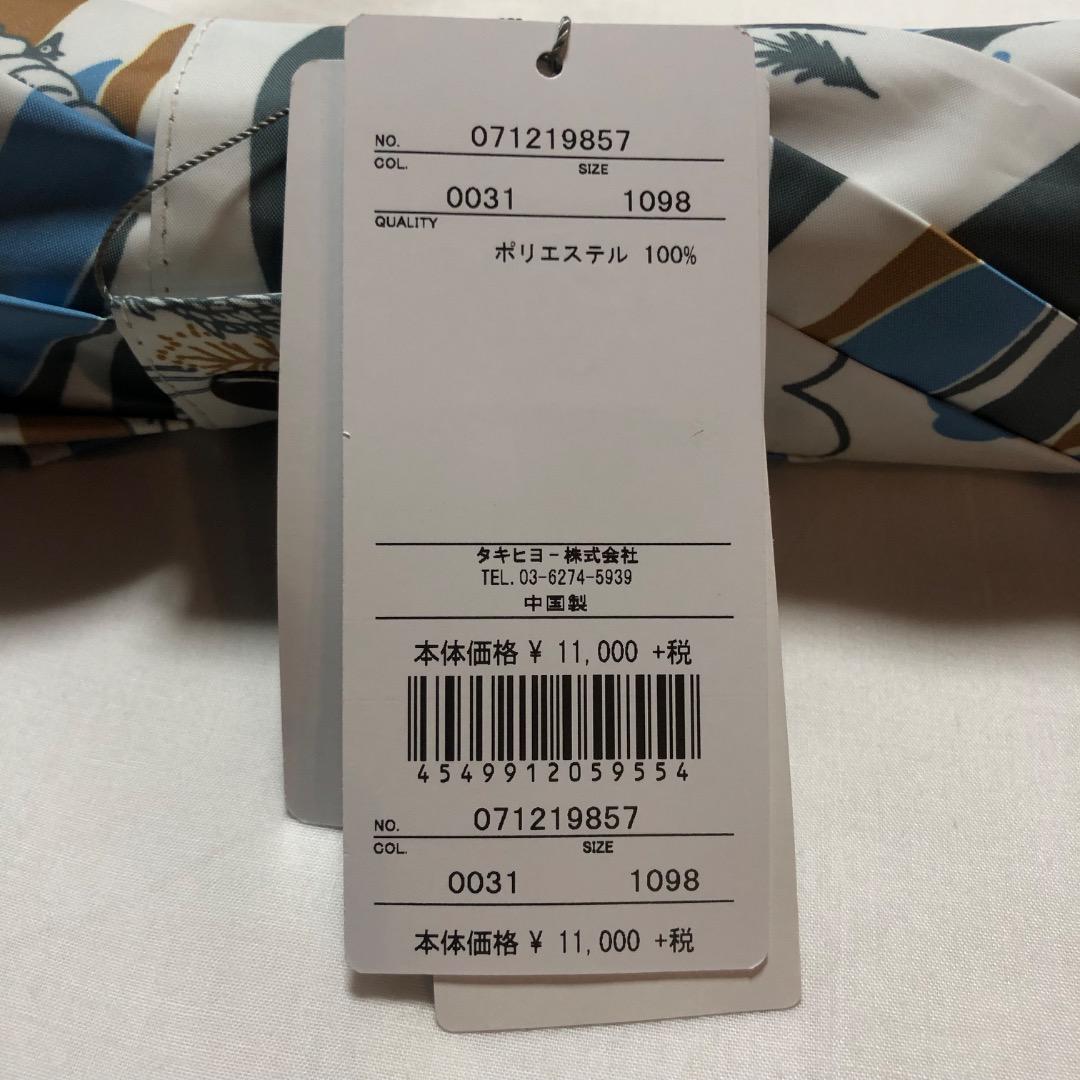 NO. 071219857
COL. SIZE
0031 1098
QUALITY
ポリエステル 100%
タキヒヨー株式会社
TEL. 03-6274-5939
中国製
本体価格 ¥ 11,000 +税
4549912059554
NO. 071219857
COL. SIZE
0031 1098
本体価格 ¥ 11,000 +税